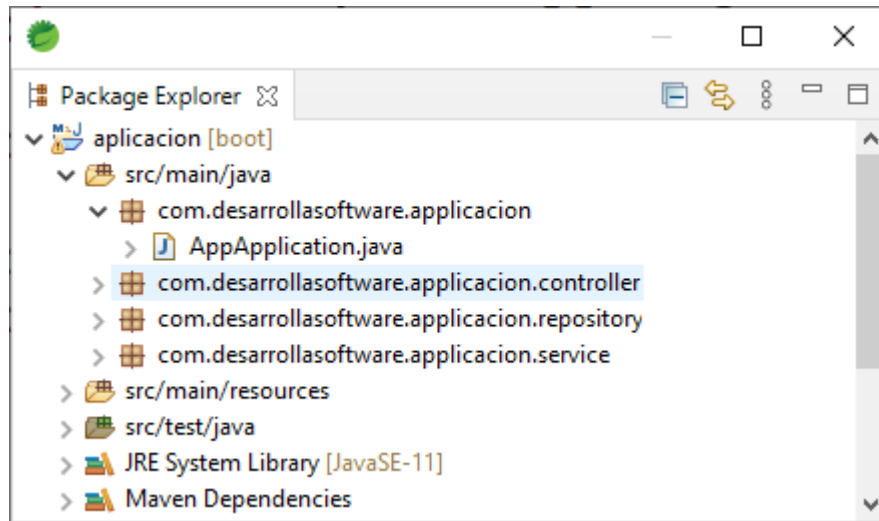 Package Explorer
aplicacion [boot]
src/main/java
com.desarrollasoftware.applicacion
AppApplication.java
com.desarrollasoftware.applicacion.controller
com.desarrollasoftware.applicacion.repository
com.desarrollasoftware.applicacion.service
src/main/resources
src/test/java
JRE System Library [JavaSE-11]
Maven Dependencies